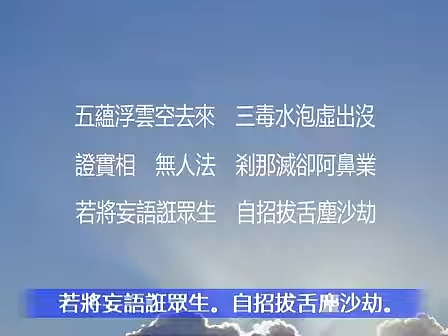 五蘊浮雲空去來　三毒水泡虛出沒
證實相　無人法　剎那滅卻阿鼻業
若將妄語誑眾生　自招拔舌塵沙劫
若將妄語誑眾生。自招拔舌塵沙劫。